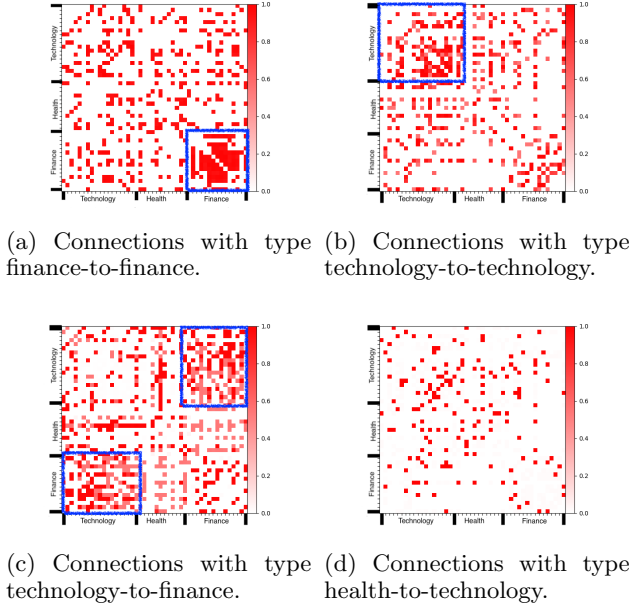 1.0
0.8
0.6
0.4
0.2
0.0
Technology
Health
Finance
Technology Health Finance
1.0
0.8
0.6
0.4
0.2
0.0
Technology
Health
Finance
Technology Health Finance
(a) Connections with type
finance-to-finance.
(b) Connections with type
technology-to-technology.
1.0
0.8
0.6
0.4
0.2
0.0
Technology
Health
Finance
Technology Health Finance
1.0
0.8
0.6
0.4
0.2
0.0
Technology
Health
Finance
Technology Health Finance
(c) Connections with type
technology-to-finance.
(d) Connections with type
health-to-technology.